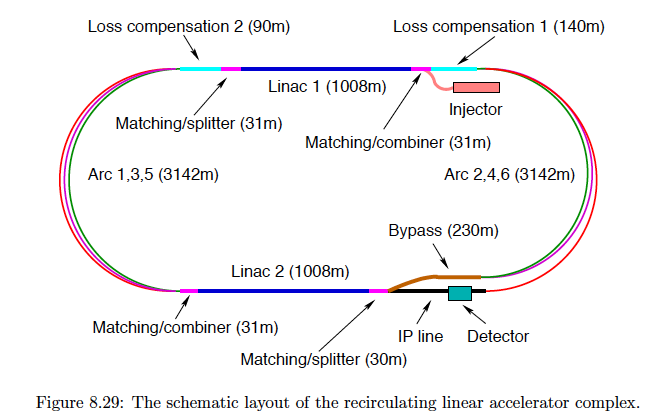 Loss compensation 2 (90m)
Loss compensation 1 (140m)
Linac 1 (1008m)
Injector
Matching/splitter (31m)
Matching/combiner (31m)
Arc 1,3,5 (3142m)
Arc 2,4,6 (3142m)
Bypass (230m)
Linac 2 (1008m)
Matching/combiner (31m)
IP line
Detector
Matching/splitter (30m)
Figure 8.29: The schematic layout of the recirculating linear accelerator complex.